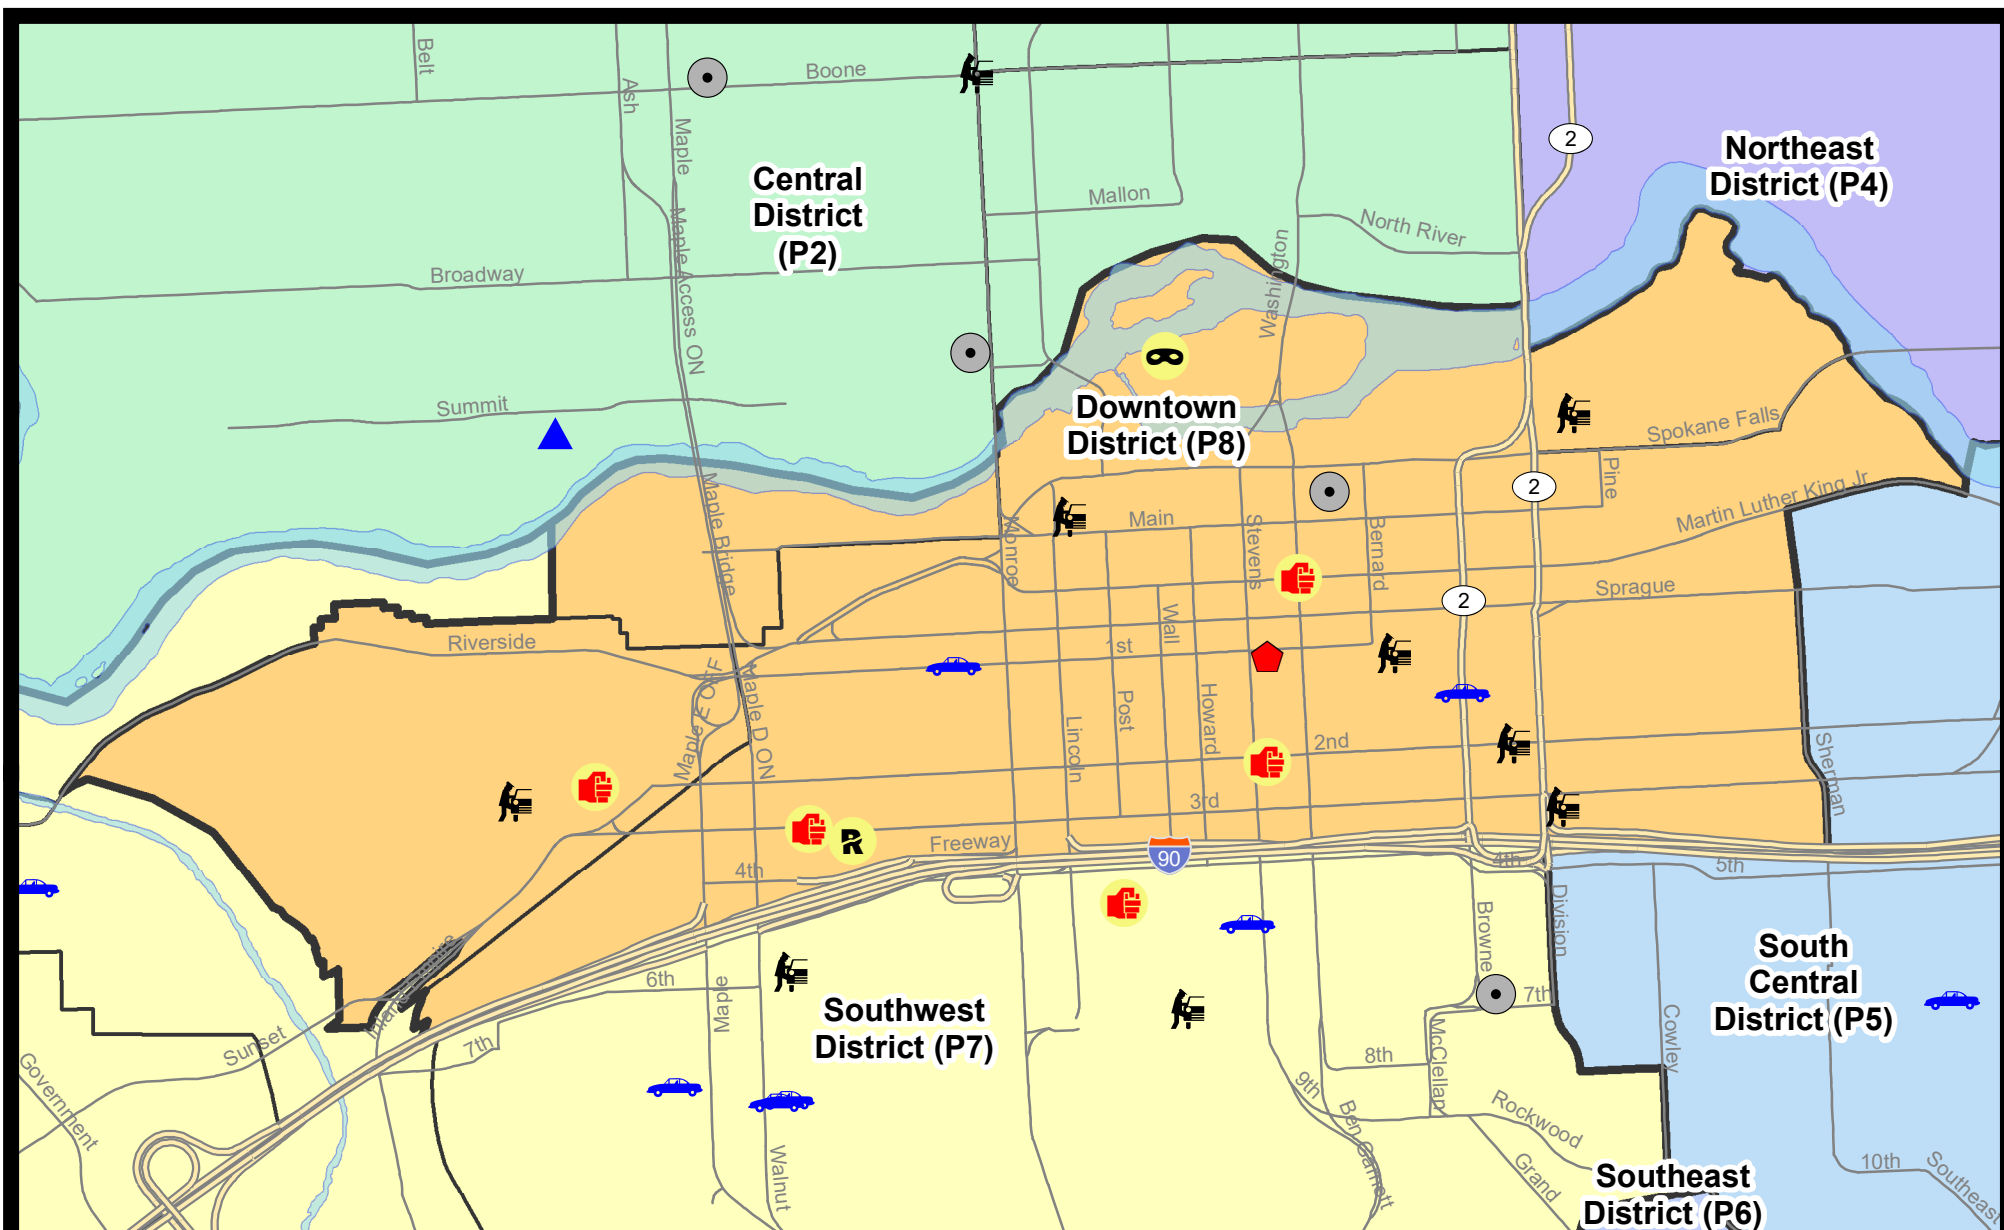 Belt
Ash
Maple
Boone
2
Northeast
District (P4)
Central
District
(P2)
Mallon
North River
Washington
Maple Access ON
Broadway
Summit
Downtown
District (P8)
Spokane Falls
Pine
2
Martin Luther King Jr
Maple Bridge
Main
Monroe
Stevens
Bernard
2
Sprague
Wall
Riverside
1st
Maple E OFF
Maple D ON
Post
Howard
Lincoln
2nd
Sherman
3rd
Freeway
90
4th
4th
5th
Division
Browne
South
Central
District (P5)
6th
Maple
Southwest
District (P7)
7th
Cowley
Sunset
7th
McClellan
8th
Government
9th
Ben Garnett
Rockwood
Walnut
Grand
10th
Southeast
Southeast
District (P6)
R